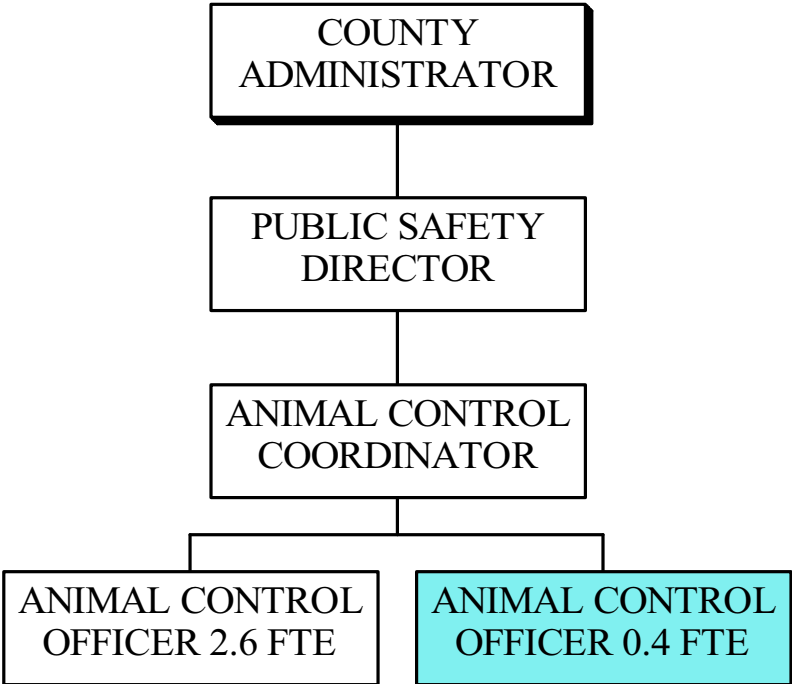 COUNTY
ADMINISTRATOR
PUBLIC SAFETY
DIRECTOR
ANIMAL CONTROL
COORDINATOR
ANIMAL CONTROL
OFFICER 2.6 FTE
ANIMAL CONTROL
OFFICER 0.4 FTE